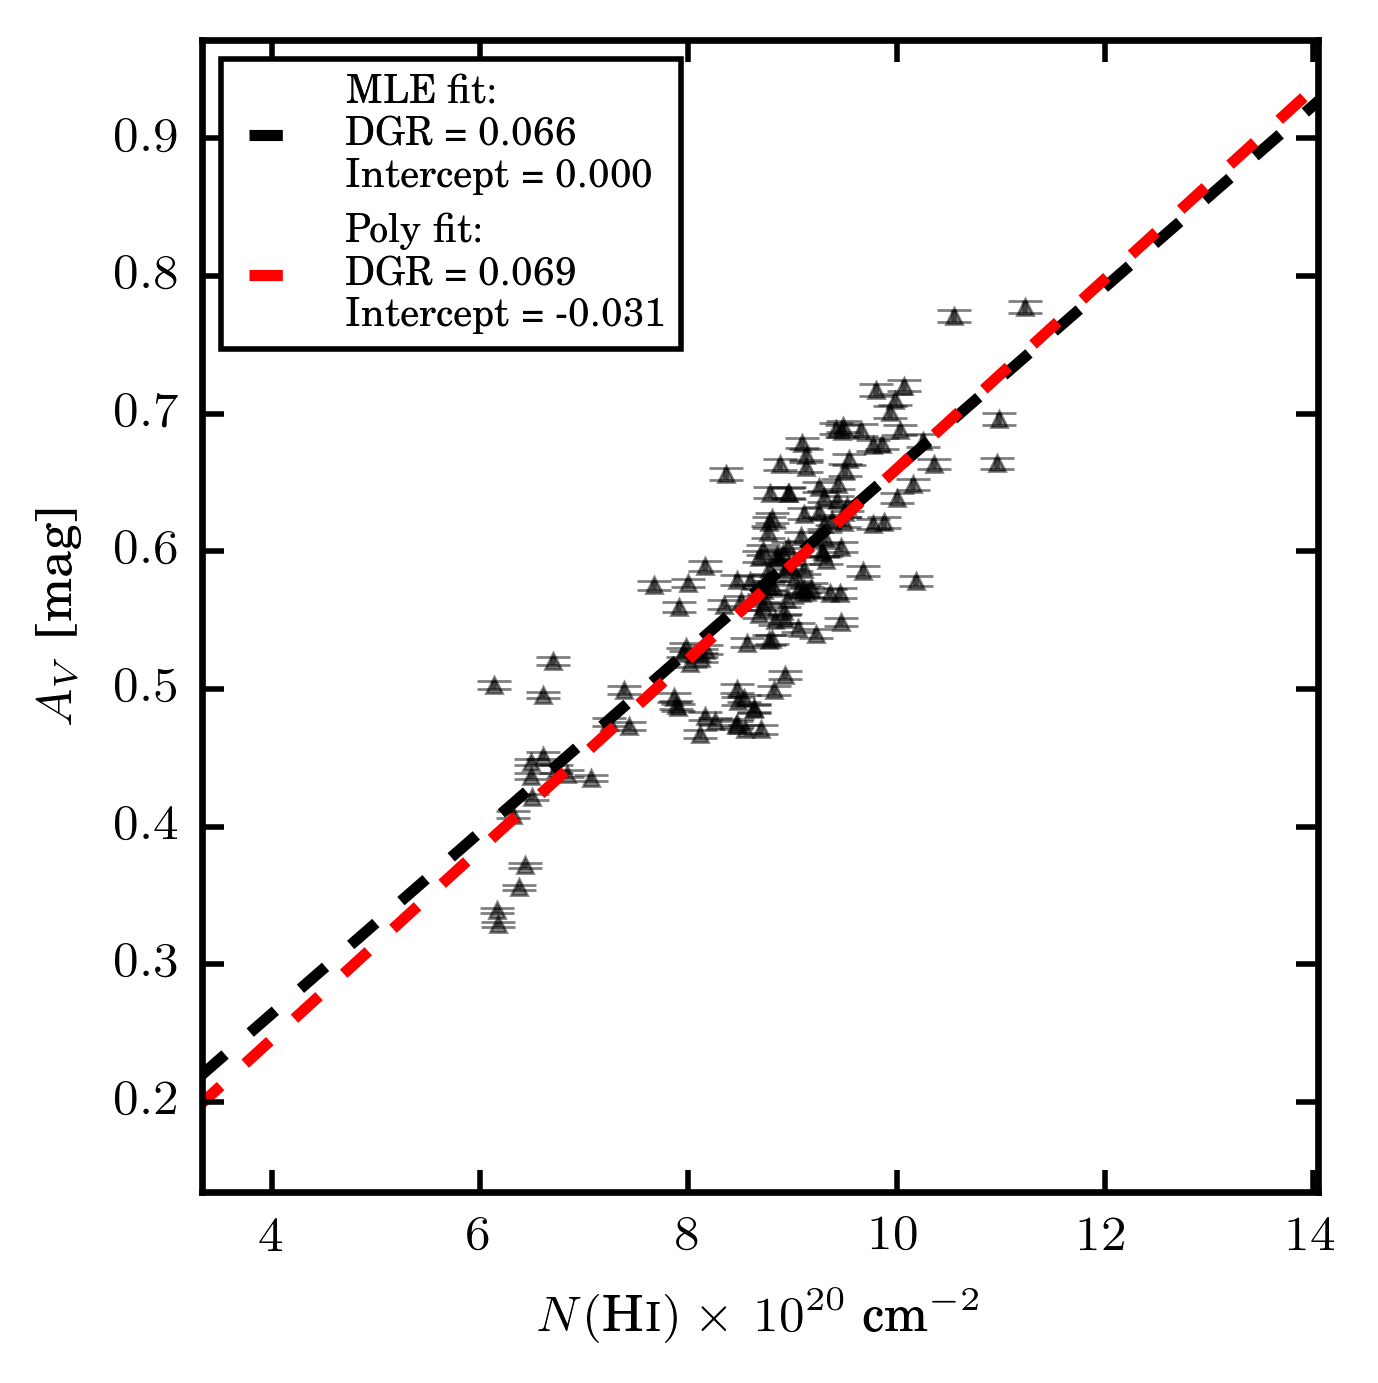 MLE fit:
DGR = 0.066
Intercept = 0.000
Poly fit:
DGR = 0.069
Intercept = -0.031
0.9
0.8
0.7
0.6
0.5
0.4
0.3
0.2
A_V [mag]
4 6 8 10 12 14
N(HI) × 10²⁰ cm⁻²